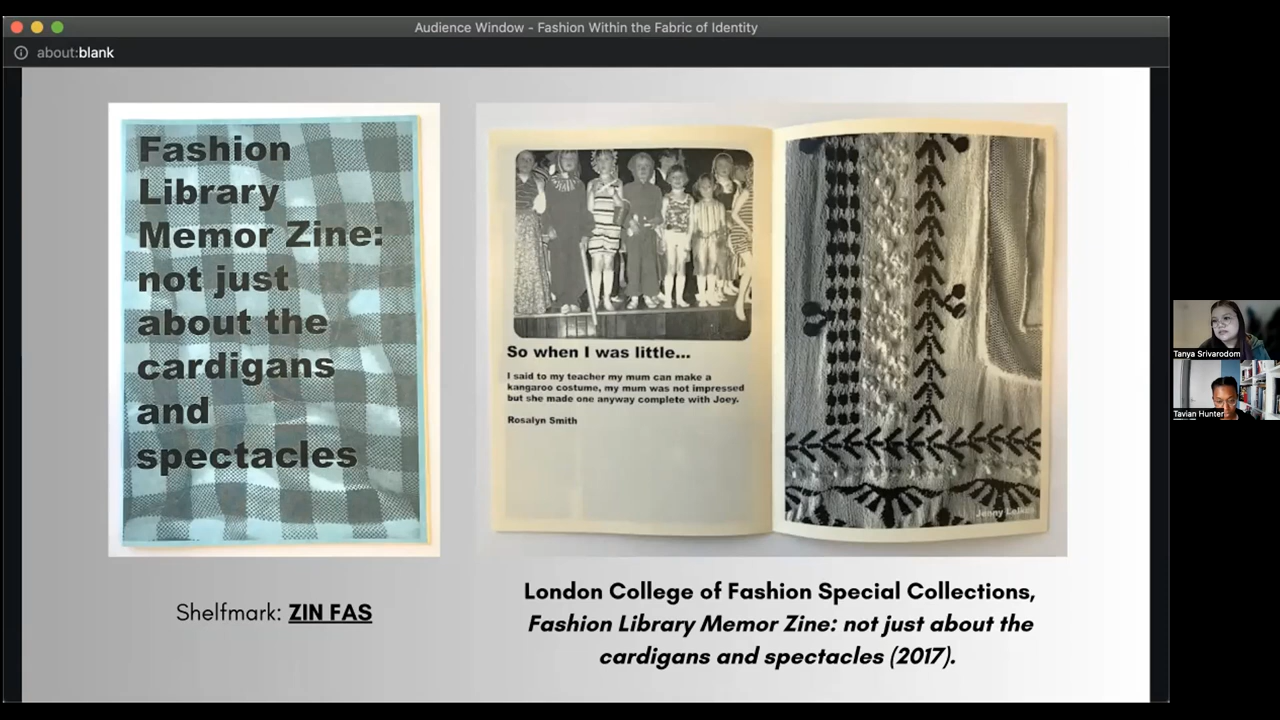 Audience Window - Fashion Within the Fabric of Identity
about:blank
Fashion
Library
Memor Zine:
not just
about the
cardigans
and
spectacles
So when I was little...
I said to my teacher my mum can make a
kangaroo costume, my mum was not impressed
but she made one anyway complete with Joey.
Rosalyn Smith
Jenny Leikes
Shelfmark: ZIN FAS
London College of Fashion Special Collections,
Fashion Library Memor Zine: not just about the
cardigans and spectacles (2017).
Tanya Srivarodom
Tavian Hunter